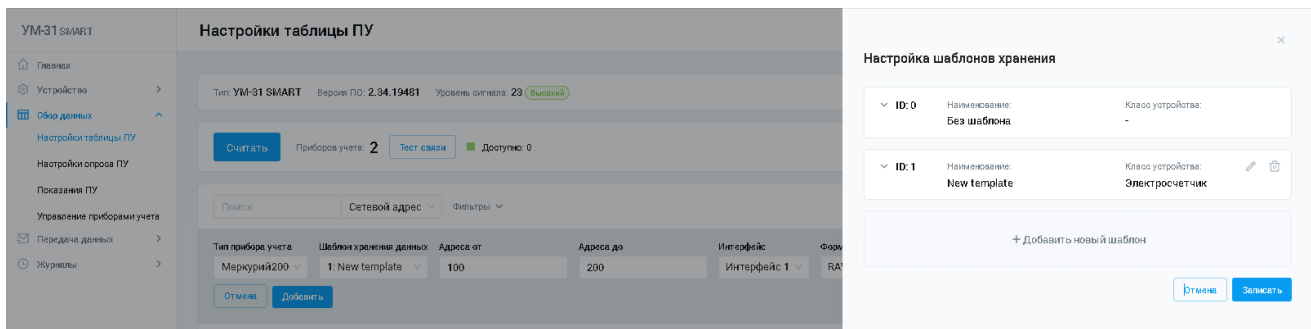 УМ-31 SMART
Настройки таблицы ПУ
Главная
Устройство
Сбор данных
Настройки таблицы ПУ
Настройки опроса ПУ
Показания ПУ
Управление приборами учета
Передача данных
Журналы
Тип: УМ-31 SMART Версия ПО: 2.34.19481 Уровень сигнала: 23 Высокий
Считать Приборов учета: 2 Тест связи Доступно: 0
Поиск Сетевой адрес Фильтры
Тип прибора учета Шаблон хранения данных Адреса от Адреса до Интерфейс Форм
Меркурий200 1: New template 100 200 Интерфейс 1 RA
Отмена Добавить
Настройка шаблонов хранения
ID: 0 Наименование: Класс устройства:
Без шаблона -
ID: 1 Наименование: Класс устройства:
New template Электросчетчик
+ Добавить новый шаблон
Отмена Записать